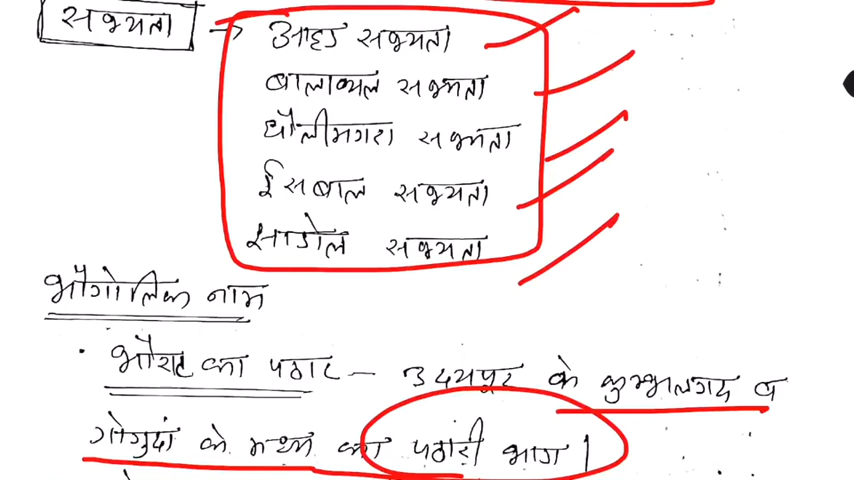 सभ्यता → आहड सभ्यता
बालाथल सभ्यता
धौलीमगरा सभ्यता
ईसबाल सभ्यता
झाडोल सभ्यता
भौगोलिक नाम
• भौराट का पठार – उदयपुर के कुम्भलगढ व
गोगुदां के मध्य का पठारी भाग।